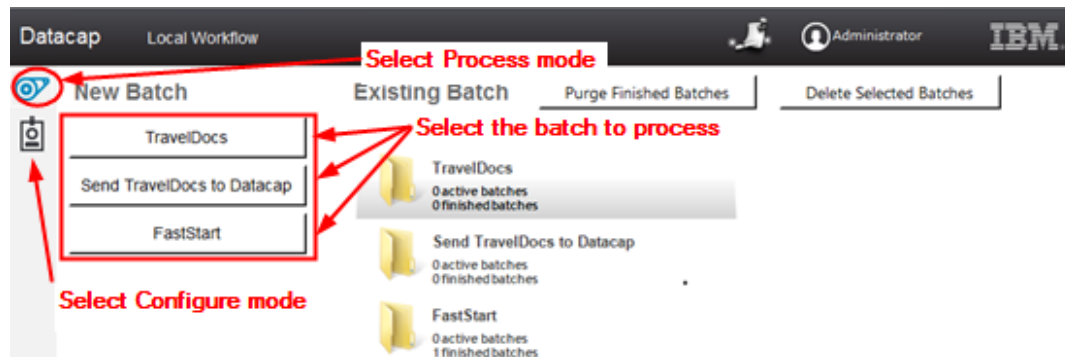 Datacap Local Workflow Administrator IBM.
Select Process mode
New Batch Existing Batch Purge Finished Batches Delete Selected Batches
Select the batch to process
TravelDocs
Send TravelDocs to Datacap
FastStart
TravelDocs
0 active batches
0 finished batches
Send TravelDocs to Datacap
0 active batches
0 finished batches
FastStart
0 active batches
1 finished batches
Select Configure mode